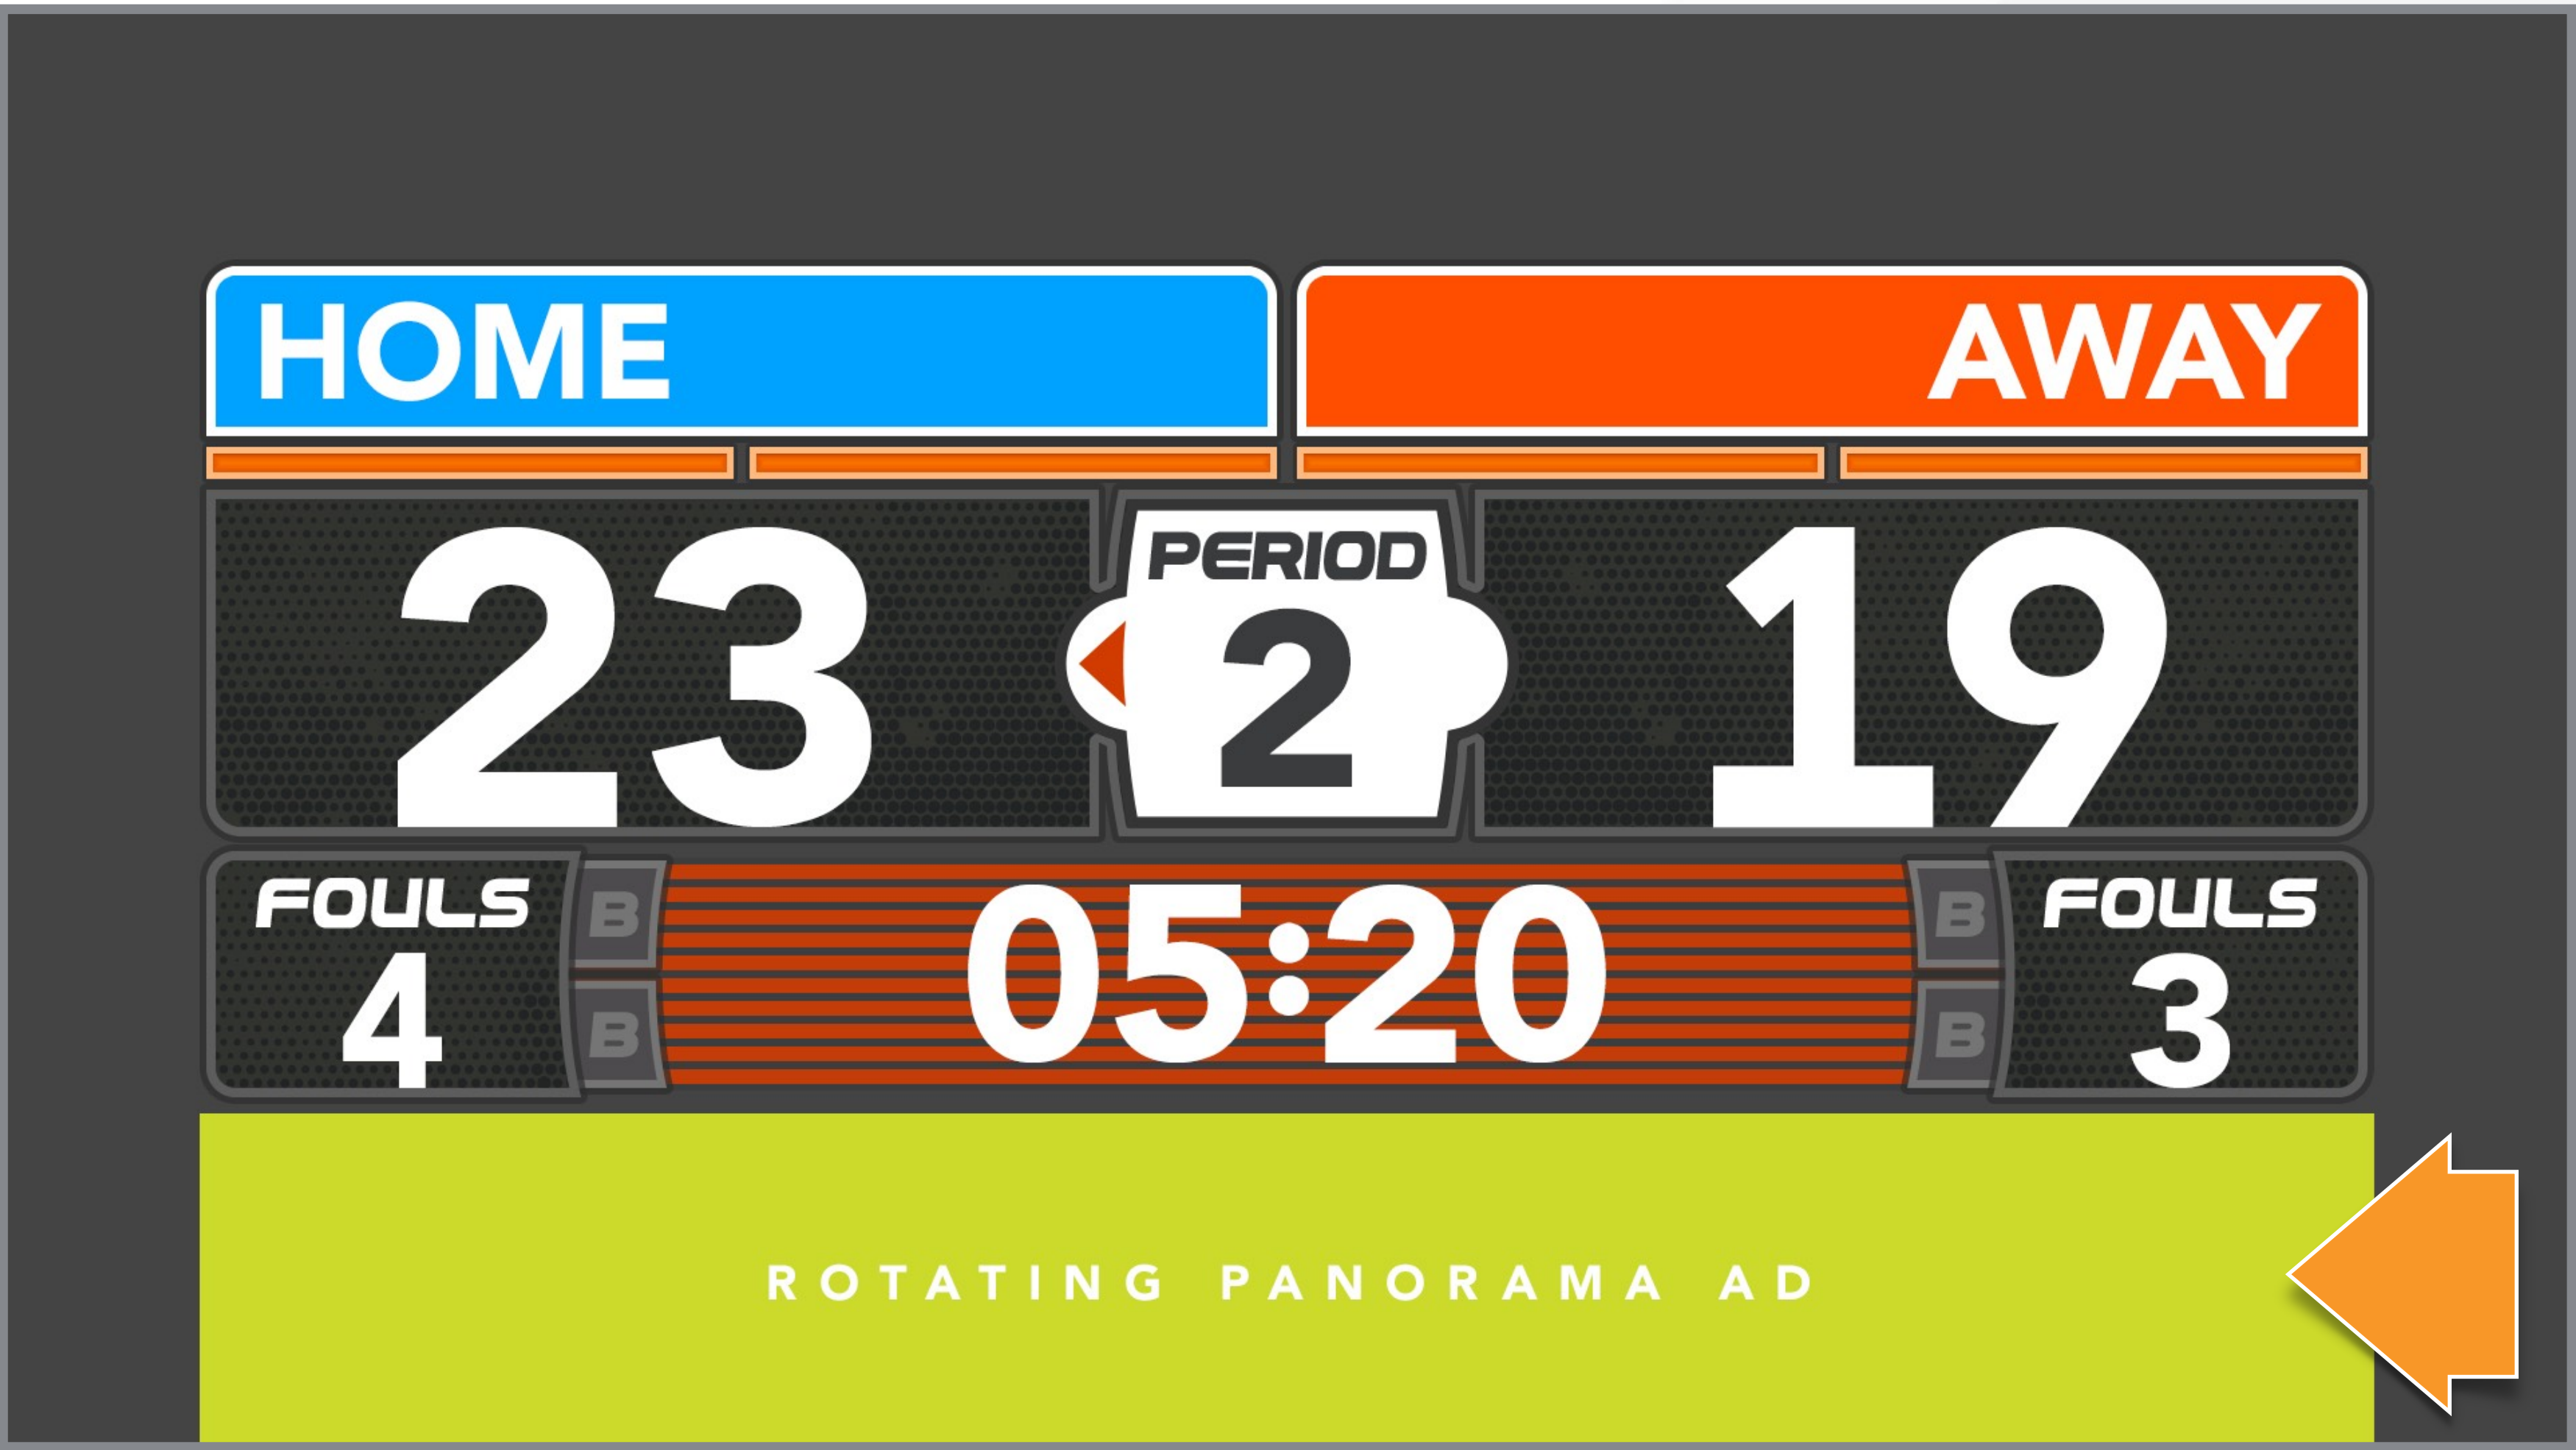 HOME AWAY
PERIOD
23 2 19
FOULS B 05:20 B FOULS
4 B B 3
ROTATING PANORAMA AD